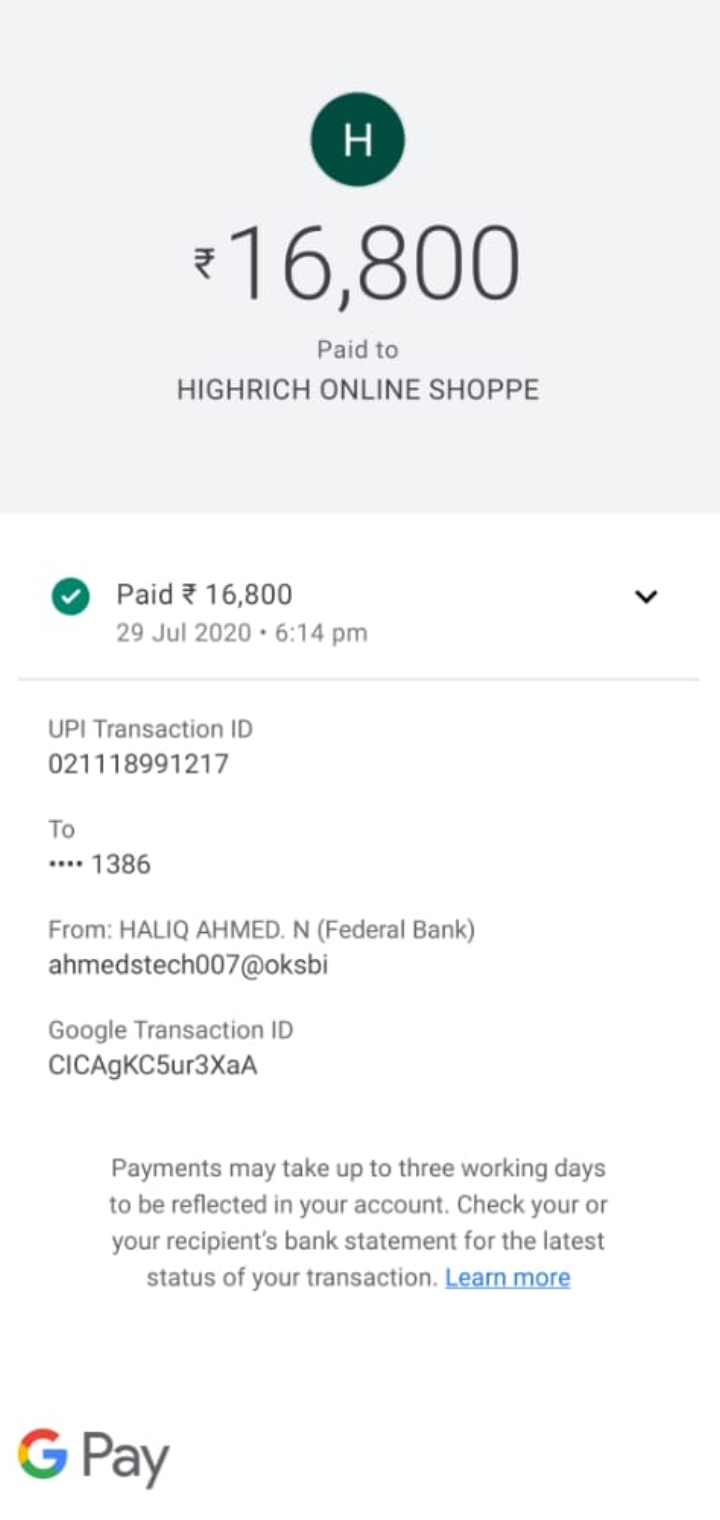 H
₹16,800
Paid to
HIGHRICH ONLINE SHOPPE
Paid ₹ 16,800
29 Jul 2020 • 6:14 pm
UPI Transaction ID
021118991217
To
•••• 1386
From: HALIQ AHMED. N (Federal Bank)
ahmedstech007@oksbi
Google Transaction ID
CICAgKC5ur3XaA
Payments may take up to three working days
to be reflected in your account. Check your or
your recipient's bank statement for the latest
status of your transaction. Learn more
G Pay